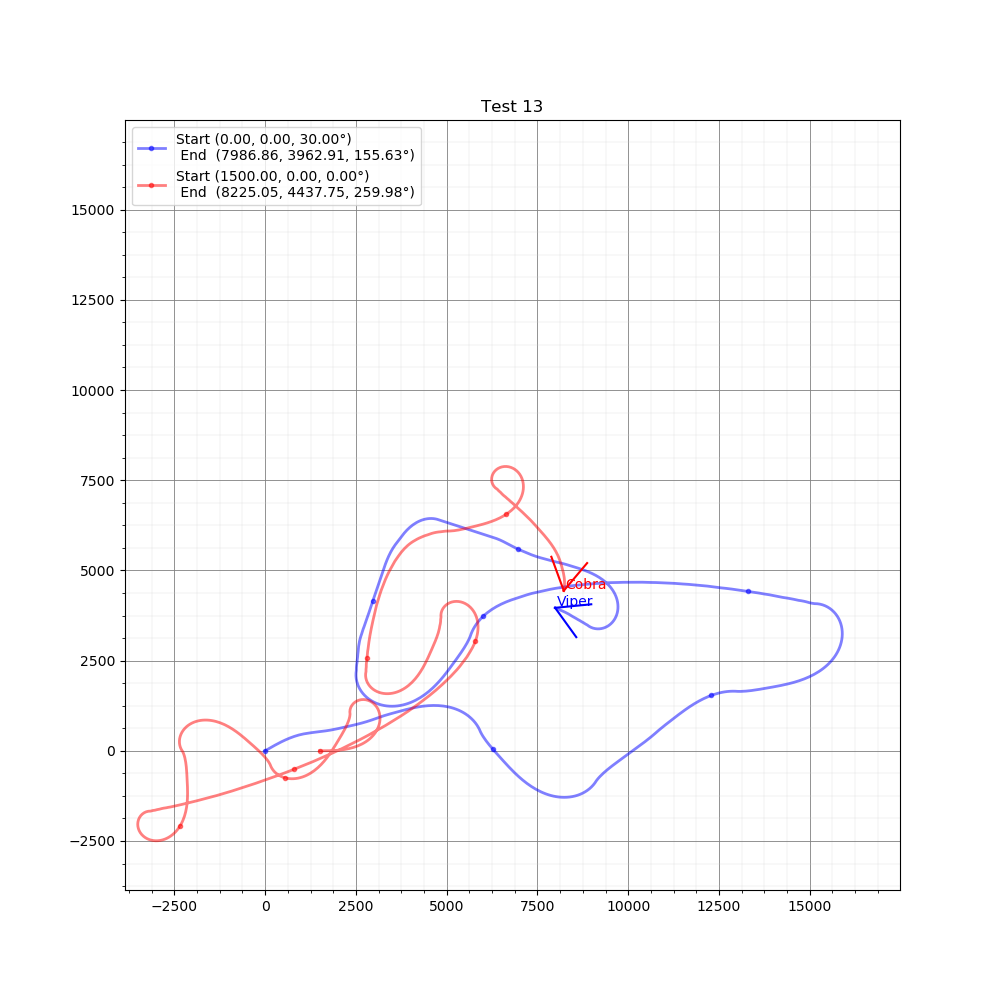 Test 13
Start (0.00, 0.00, 30.00°)
End (7986.86, 3962.91, 155.63°)
Start (1500.00, 0.00, 0.00°)
End (8225.05, 4437.75, 259.98°)
15000
12500
10000
7500
5000
2500
0
−2500
Cobra
Viper
−2500 0 2500 5000 7500 10000 12500 15000